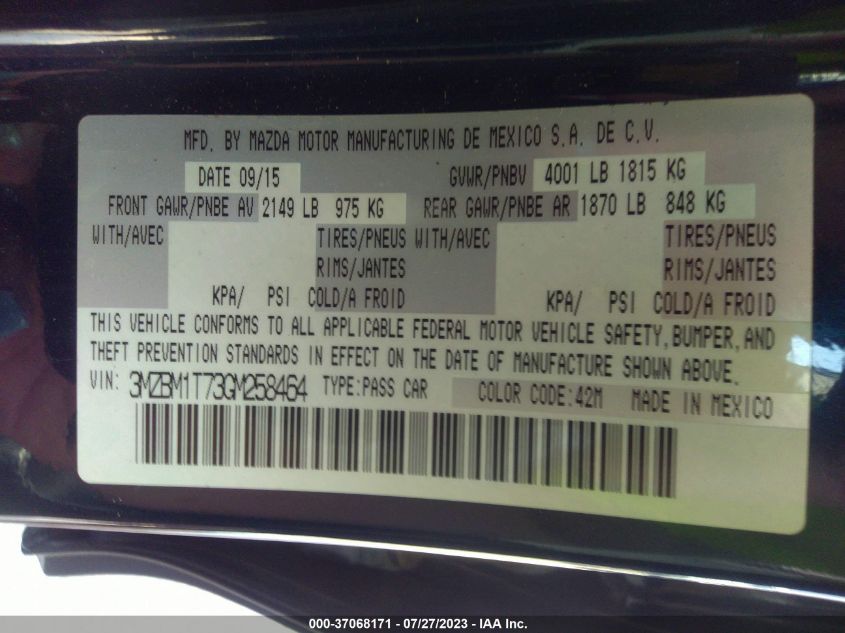 MFD. BY MAZDA MOTOR MANUFACTURING DE MEXICO S.A. DE C.V.
DATE 09/15 GVWR/PNBV 4001 LB 1815 KG
FRONT GAWR/PNBE AV 2149 LB 975 KG REAR GAWR/PNBE AR 1870 LB 848 KG
WITH/AVEC TIRES/PNEUS WITH/AVEC TIRES/PNEUS
RIMS/JANTES RIMS/JANTES
KPA/ PSI COLD/A FROID KPA/ PSI COLD/A FROID
THIS VEHICLE CONFORMS TO ALL APPLICABLE FEDERAL MOTOR VEHICLE SAFETY, BUMPER, AND
THEFT PREVENTION STANDARDS IN EFFECT ON THE DATE OF MANUFACTURE SHOWN ABOVE.
VIN: 3MZBM1T73GM258464 TYPE:PASS CAR COLOR CODE:42M MADE IN MEXICO
000-37068171 - 07/27/2023 - IAA Inc.